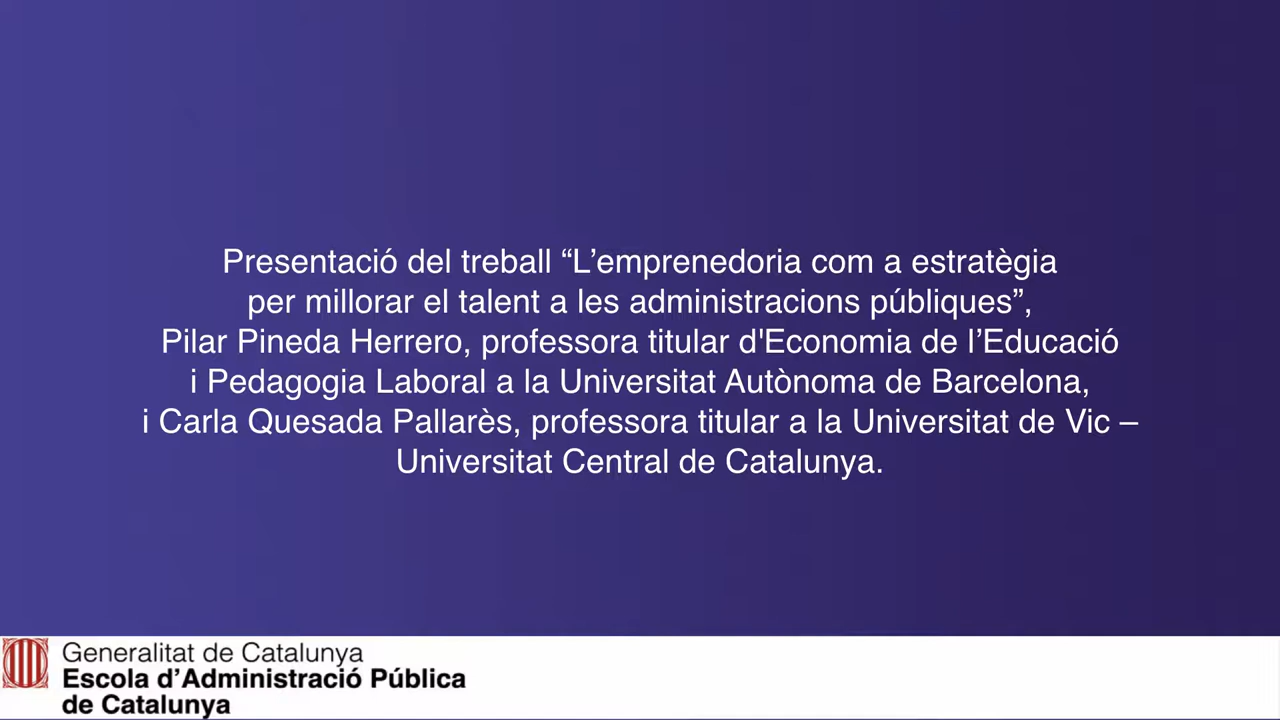 Presentació del treball “L’emprenedoria com a estratègia
per millorar el talent a les administracions públiques”,
Pilar Pineda Herrero, professora titular d'Economia de l’Educació
i Pedagogia Laboral a la Universitat Autònoma de Barcelona,
i Carla Quesada Pallarès, professora titular a la Universitat de Vic –
Universitat Central de Catalunya.
Generalitat de Catalunya
Escola d’Administració Pública
de Catalunya